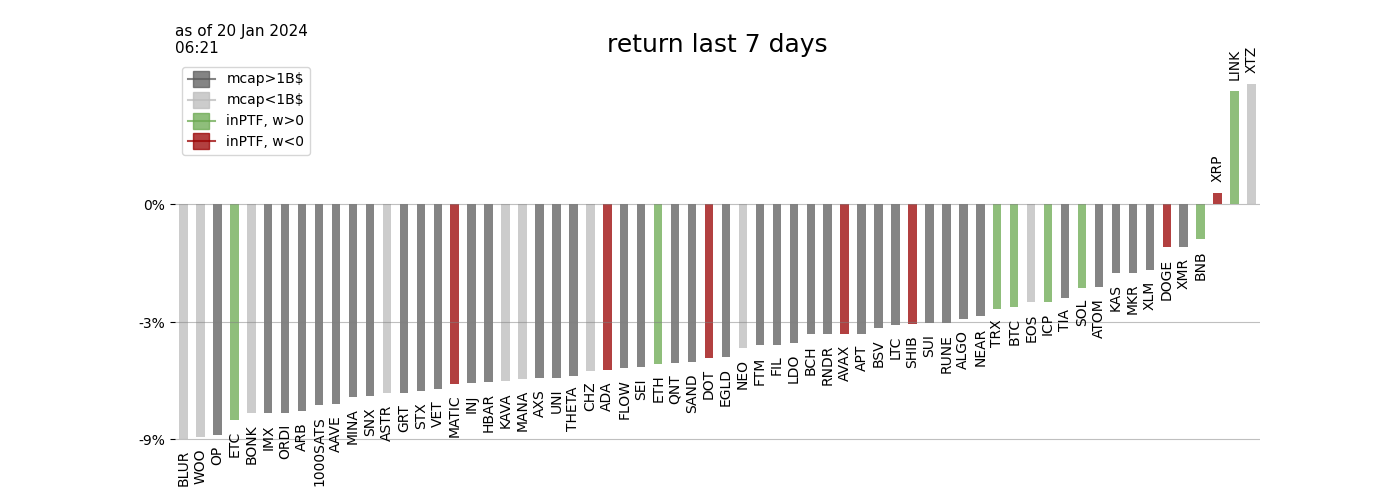 as of 20 Jan 2024
06:21
return last 7 days
mcap>1B$
mcap<1B$
inPTF, w>0
inPTF, w<0
0%
-3%
-9%
BLUR
WOO
OP
ETC
BONK
IMX
ORDI
ARB
1000SATS
AAVE
MINA
SNX
ASTR
GRT
STX
VET
MATIC
INJ
HBAR
KAVA
MANA
AXS
UNI
THETA
CHZ
ADA
FLOW
SEI
ETH
QNT
SAND
DOT
EGLD
NEO
FTM
FIL
LDO
BCH
RNDR
AVAX
APT
BSV
LTC
SHIB
SUI
RUNE
ALGO
NEAR
TRX
BTC
EOS
ICP
TIA
SOL
ATOM
KAS
MKR
XLM
DOGE
XMR
BNB
XRP
LINK
XTZ